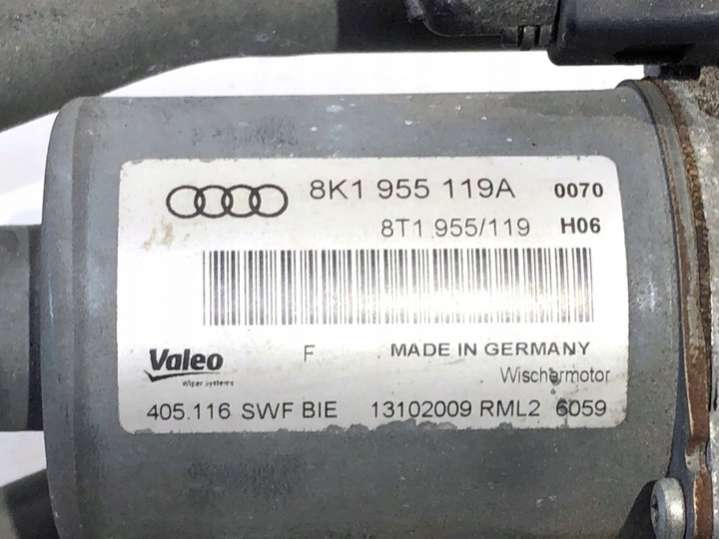 8K1 955 119A 0070
8T1 955/119 H06
Valeo F MADE IN GERMANY
Wiper Systems Wischermotor
405.116 SWF BIE 13102009 RML2 6059